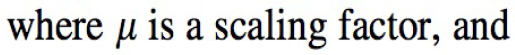 where μ is a scaling factor, and